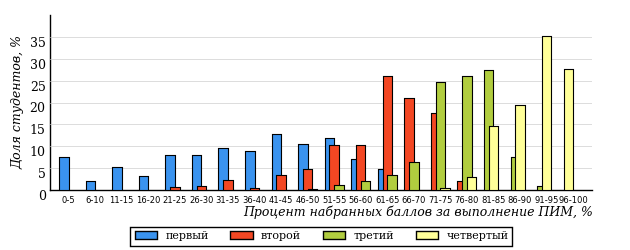 Доля студентов, %
35
30
25
20
15
10
5
0
0-5 6-10 11-15 16-20 21-25 26-30 31-35 36-40 41-45 46-50 51-55 56-60 61-65 66-70 71-75 76-80 81-85 86-90 91-95 96-100
Процент набранных баллов за выполнение ПИМ, %
первый второй третий четвертый